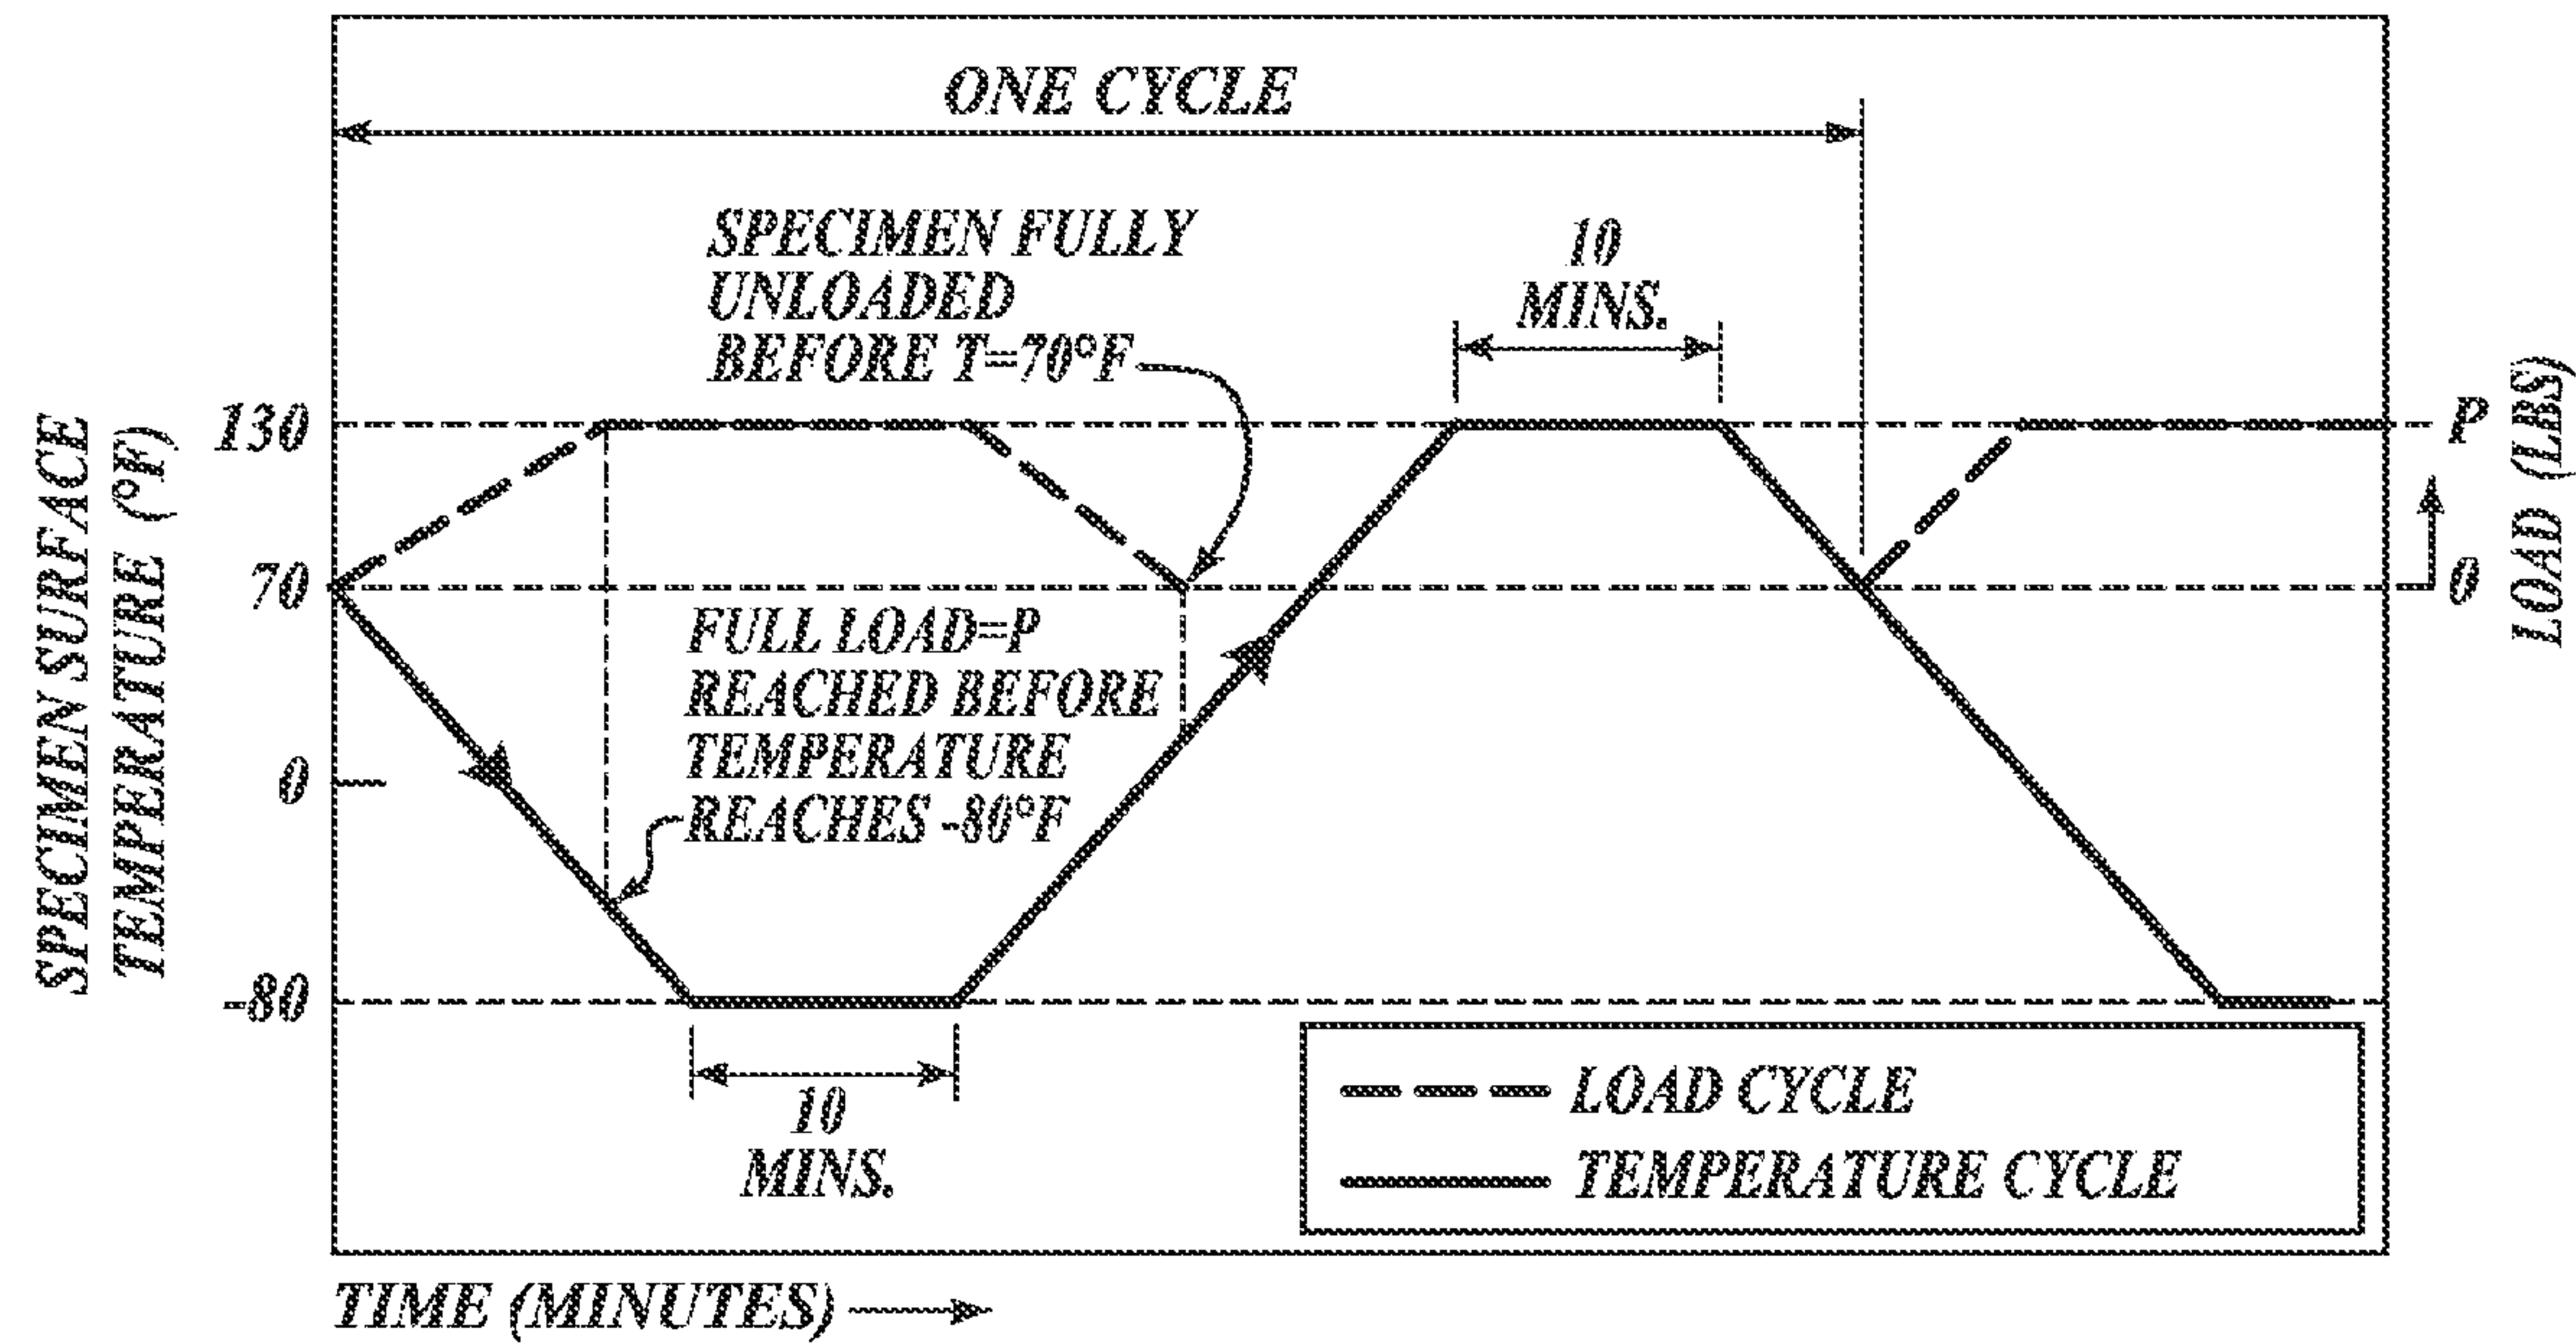 ONE CYCLE
SPECIMEN FULLY
UNLOADED
BEFORE T=70°F
10
MINS.
SPECIMEN SURFACE
TEMPERATURE (°F)
130
70
0
-80
P
0
LOAD (LBS)
FULL LOAD=P
REACHED BEFORE
TEMPERATURE
REACHES -80°F
10
MINS.
LOAD CYCLE
TEMPERATURE CYCLE
TIME (MINUTES)